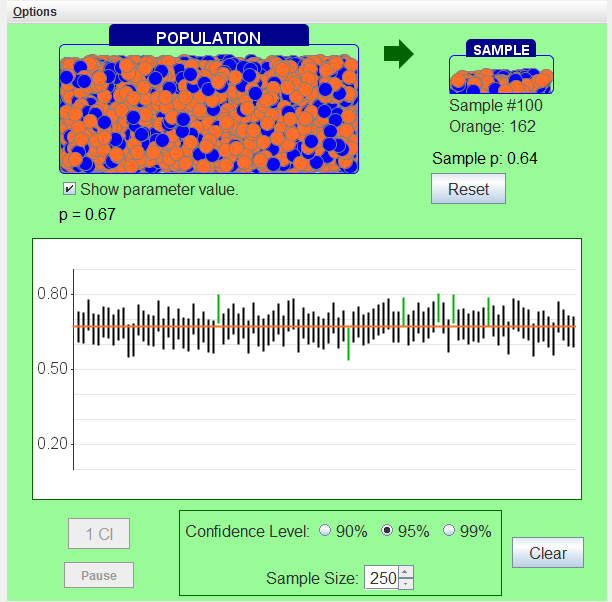 Options
POPULATION
SAMPLE
Sample #100
Orange: 162
Sample p: 0.64
Show parameter value.
Reset
p = 0.67
0.80
0.50
0.20
1 CI
Confidence Level: 90% 95% 99%
Clear
Pause
Sample Size: 250